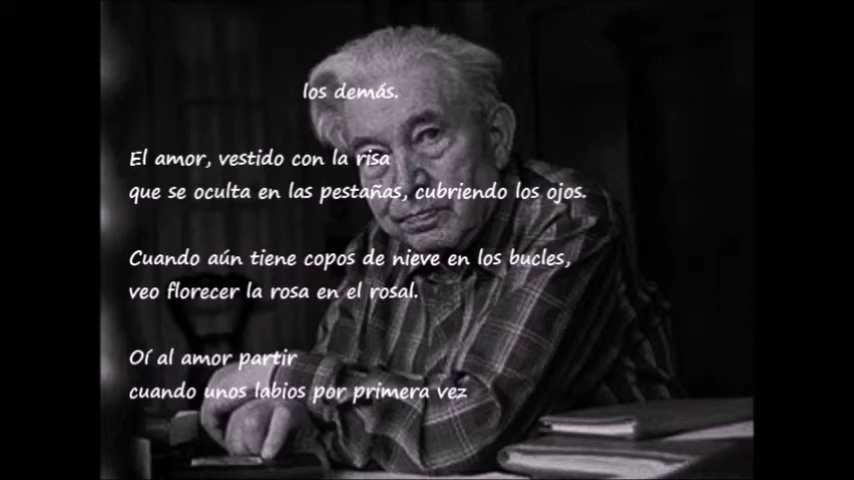 los demás.
El amor, vestido con la risa
que se oculta en las pestañas, cubriendo los ojos.
Cuando aún tiene copos de nieve en los bucles,
veo florecer la rosa en el rosal.
Oí al amor partir
cuando unos labios por primera vez